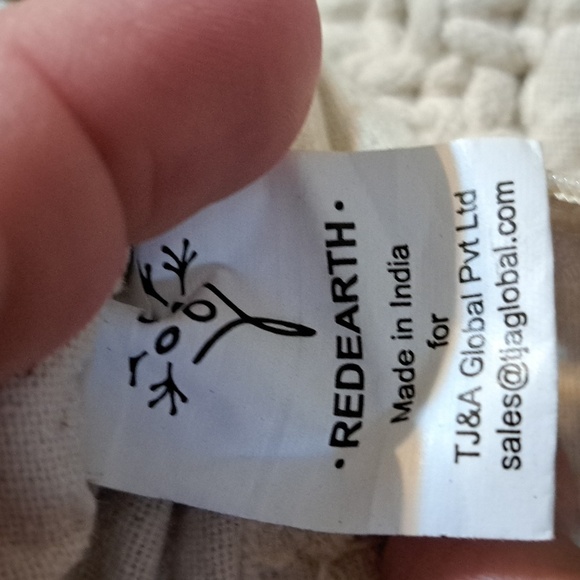 • REDEARTH •
Made in India
for
TJ&A Global Pvt Ltd
sales@tjaglobal.com